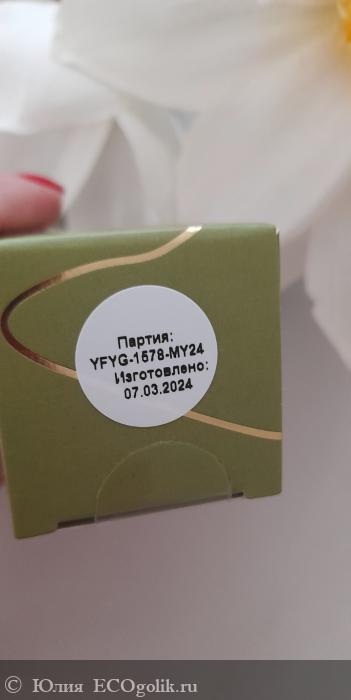 Партия:
YFYG-1578-MY24
Изготовлено:
07.03.2024
© Юлия ECOgolik.ru